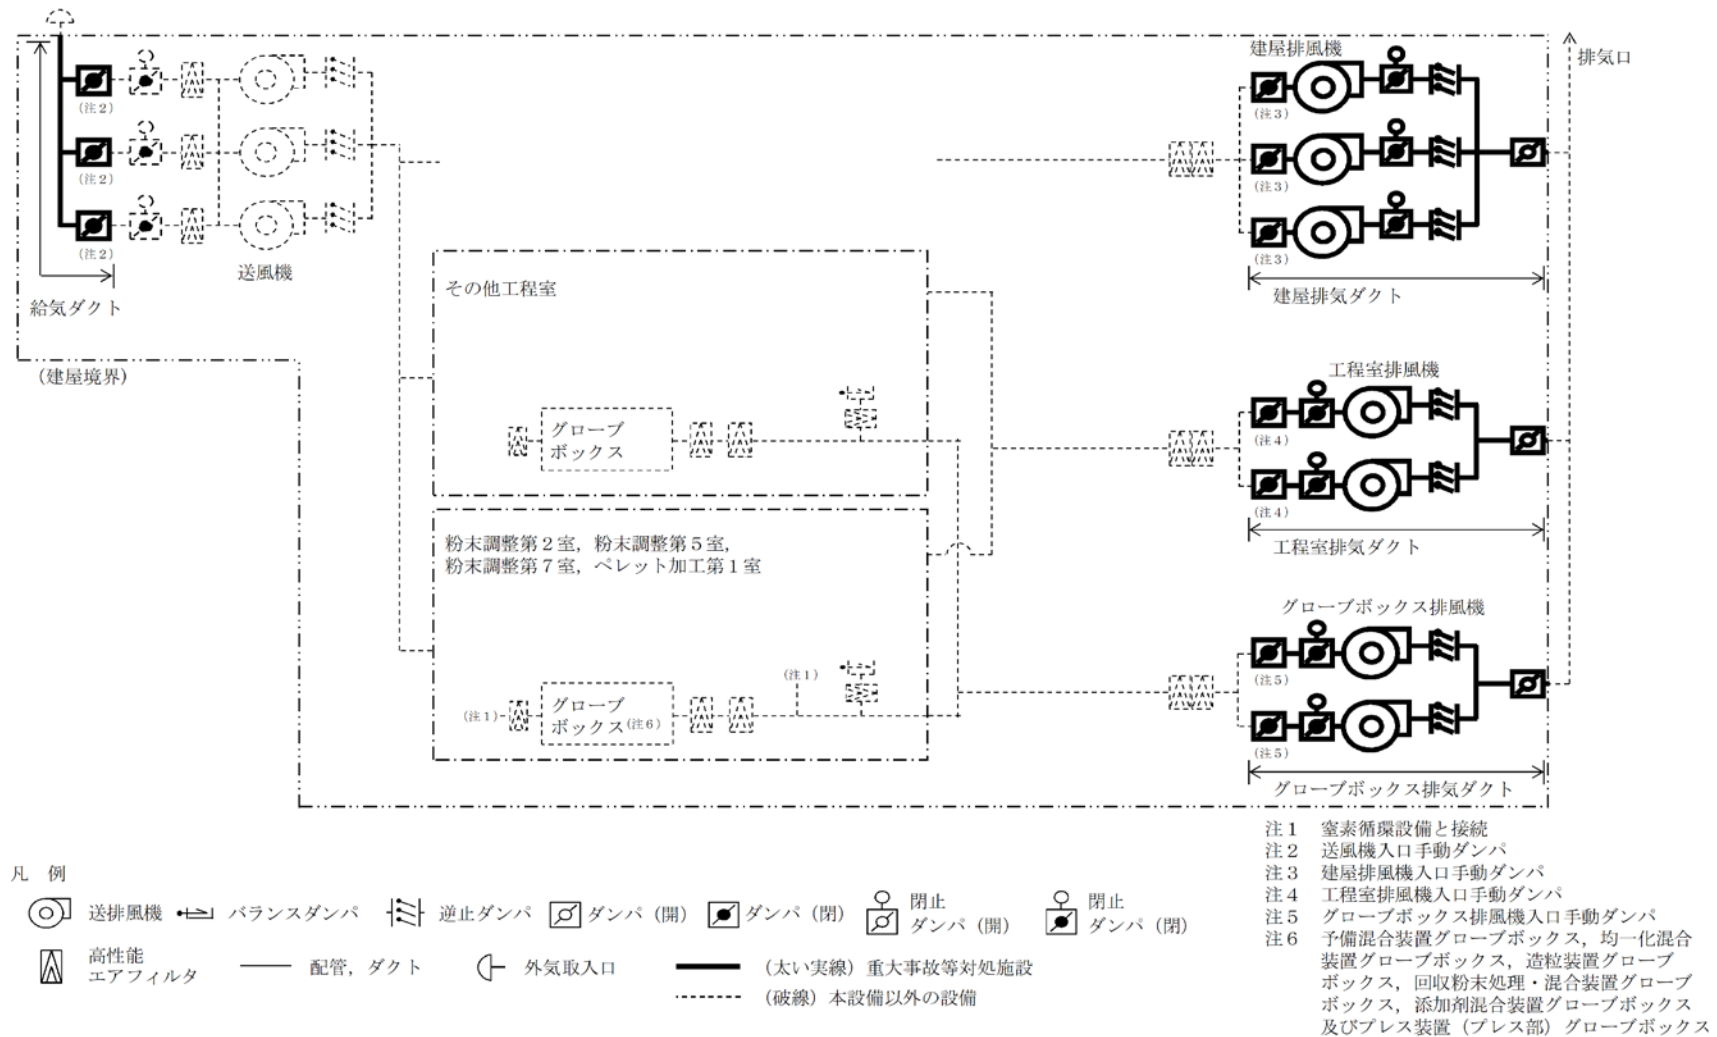 建屋排風機
排気口
(注2)
(注2)
(注2)
送風機
給気ダクト
(建屋境界)
(注3)
(注3)
(注3)
建屋排気ダクト
その他工程室
グローブ
ボックス
工程室排風機
(注4)
(注4)
工程室排気ダクト
粉末調整第2室，粉末調整第5室，
粉末調整第7室，ペレット加工第1室
(注1)
(注1)
グローブ
ボックス(注6)
グローブボックス排風機
(注5)
(注5)
グローブボックス排気ダクト
注1 窒素循環設備と接続
注2 送風機入口手動ダンパ
注3 建屋排風機入口手動ダンパ
注4 工程室排風機入口手動ダンパ
注5 グローブボックス排風機入口手動ダンパ
注6 予備混合装置グローブボックス，均一化混合
装置グローブボックス，造粒装置グローブ
ボックス，回収粉末処理・混合装置グローブ
ボックス，添加剤混合装置グローブボックス
及びプレス装置（プレス部）グローブボックス
凡 例
送排風機
バランスダンパ
逆止ダンパ
ダンパ（開）
ダンパ（閉）
閉止
ダンパ（開）
閉止
ダンパ（閉）
高性能
エアフィルタ
配管，ダクト
外気取入口
（太い実線）重大事故等対処施設
（破線）本設備以外の設備